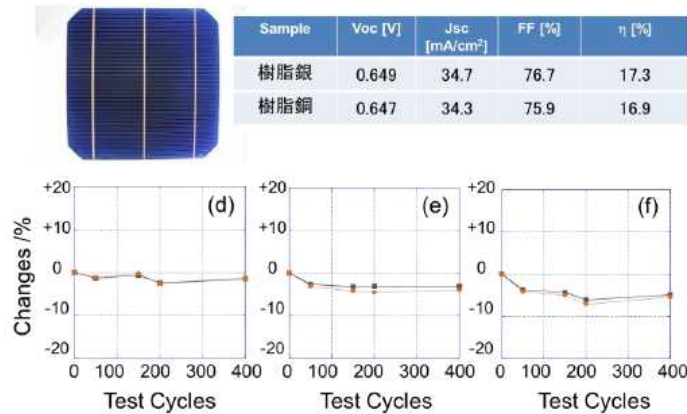 Sample Voc [V] Jsc [mA/cm²] FF [%] η [%]
樹脂銀 0.649 34.7 76.7 17.3
樹脂銅 0.647 34.3 75.9 16.9
+20 +20 +20
(d) (e) (f)
+10 +10 +10
0 0 0
-10 -10 -10
-20 -20 -20
Changes /%
0 100 200 300 400 0 100 200 300 400 0 100 200 300 400
Test Cycles Test Cycles Test Cycles